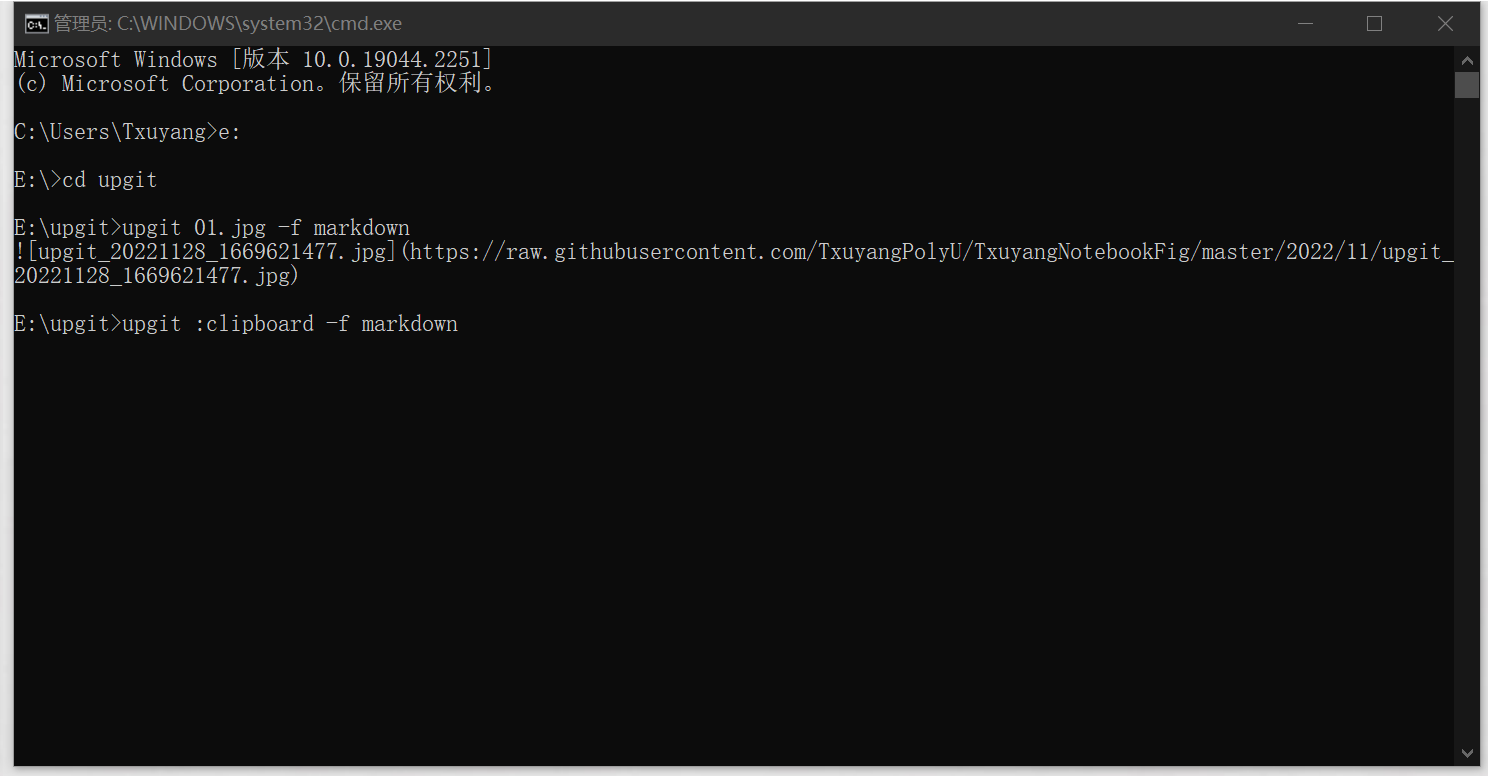 管理员: C:\WINDOWS\system32\cmd.exe
Microsoft Windows [版本 10.0.19044.2251]
(c) Microsoft Corporation。保留所有权利。
C:\Users\Txuyang>e:
E:\>cd upgit
E:\upgit>upgit 01.jpg -f markdown
![upgit_20221128_1669621477.jpg](https://raw.githubusercontent.com/TxuyangPolyU/TxuyangNotebookFig/master/2022/11/upgit_
20221128_1669621477.jpg)
E:\upgit>upgit :clipboard -f markdown